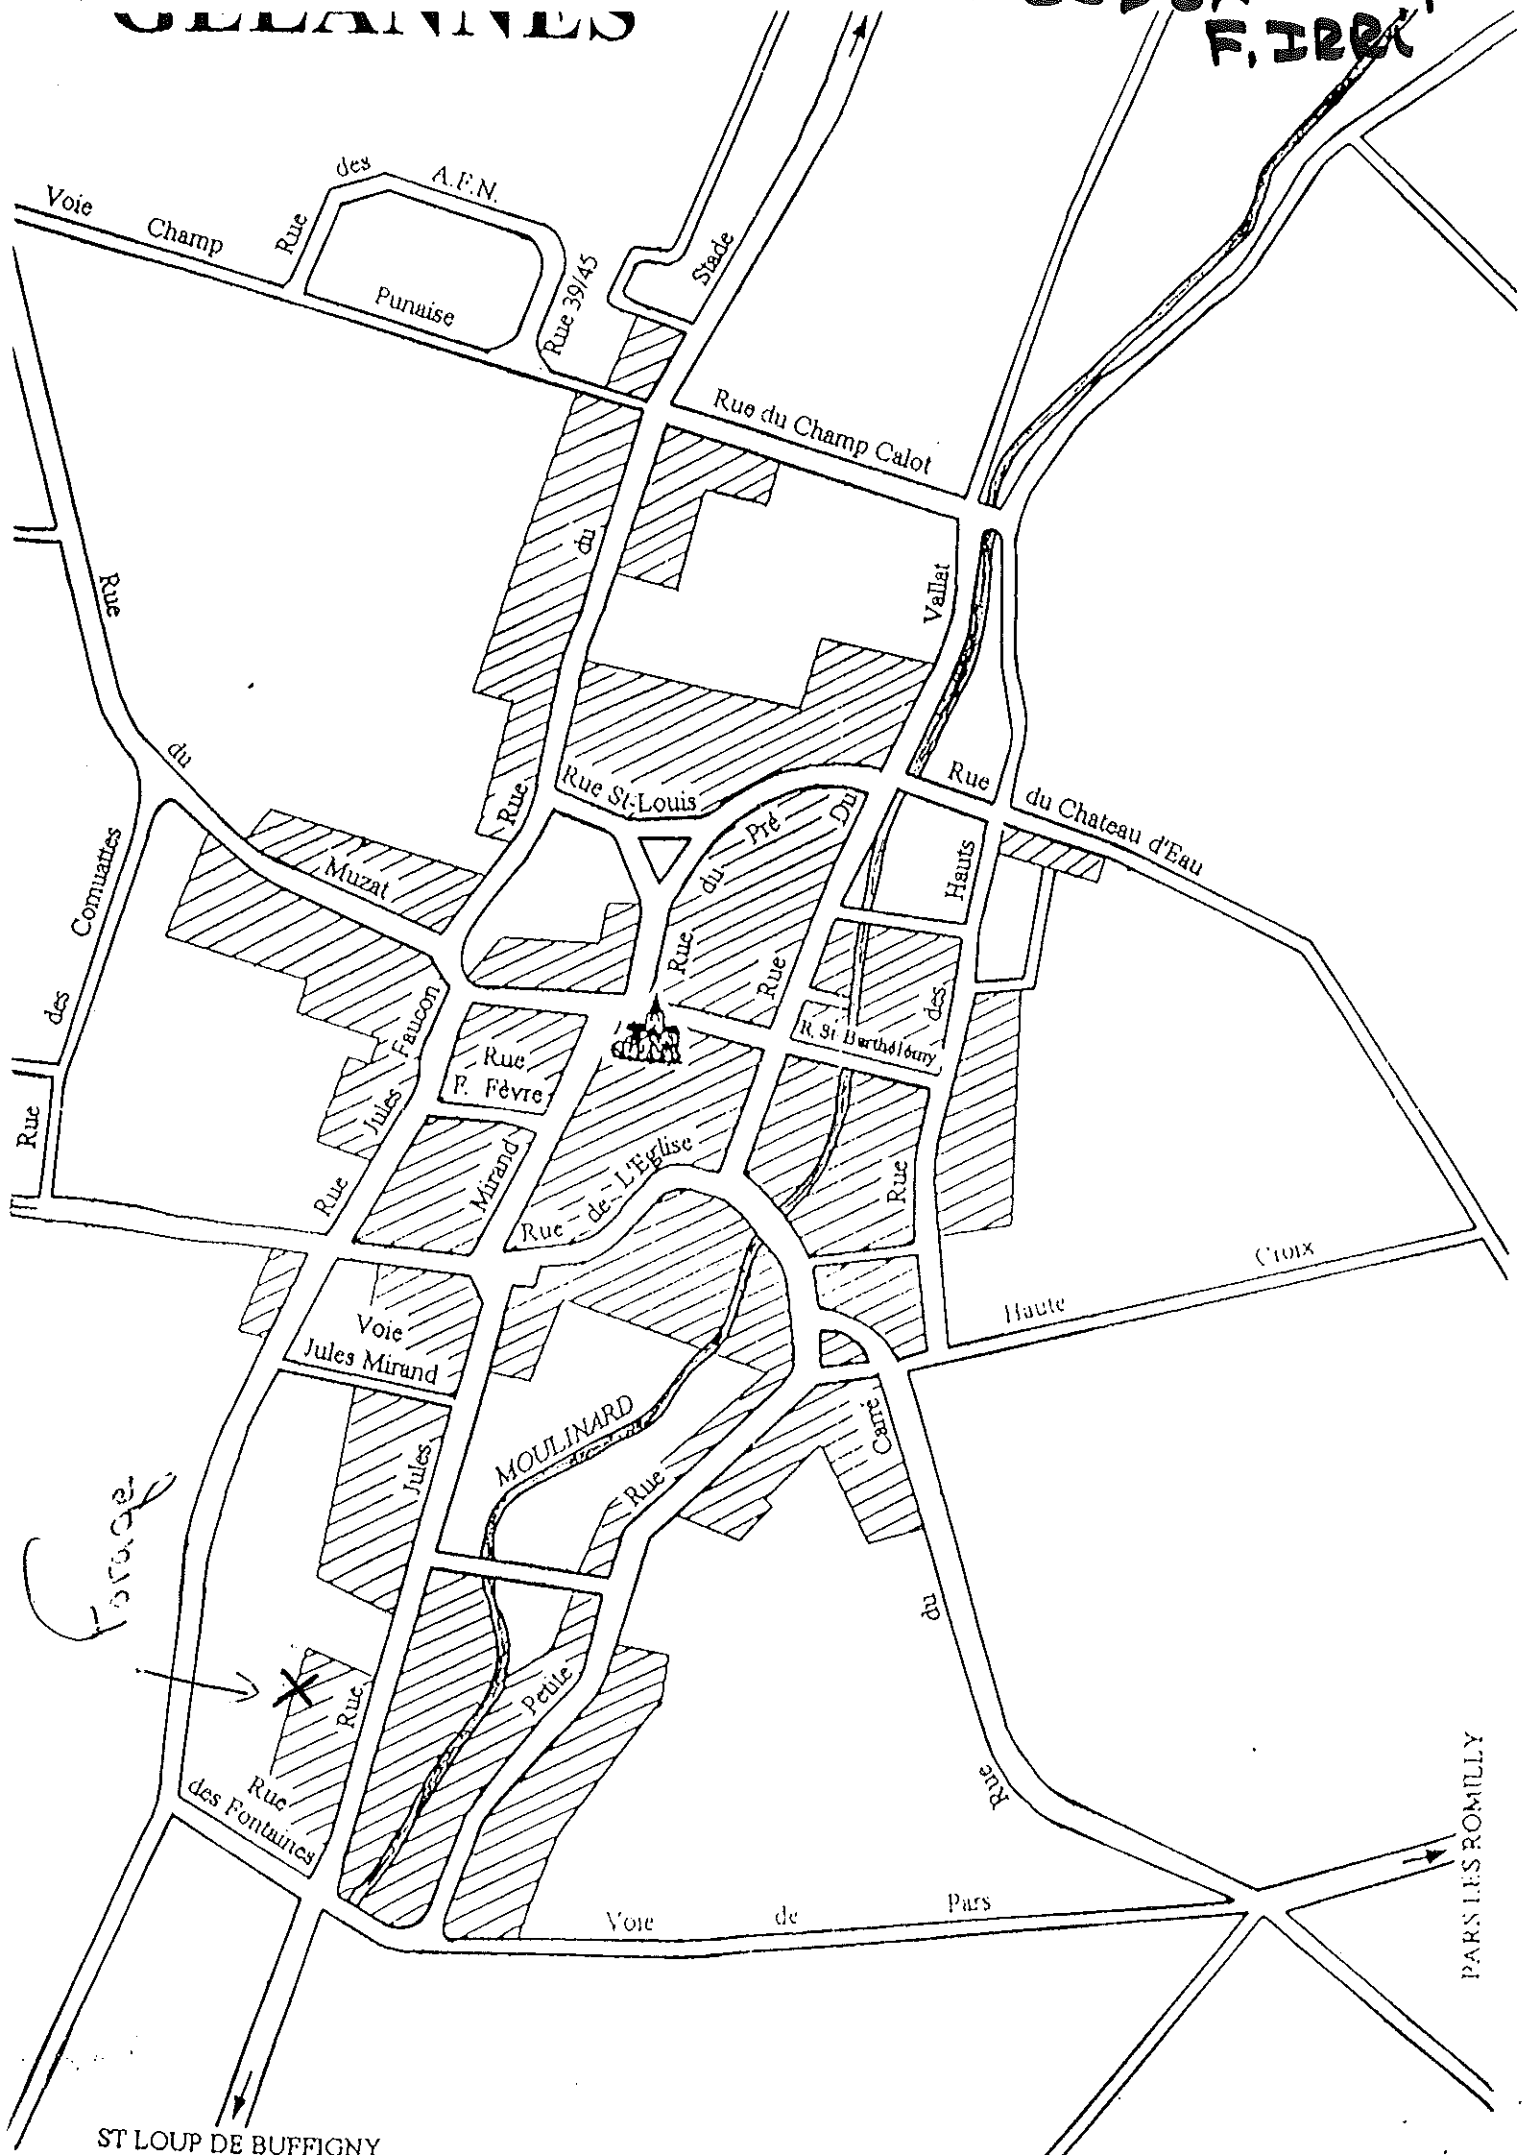 GELANNES
F. IRRI
Voie Champ Punaise
Rue des A.F.N.
Rue 39/45
Stade
Rue du Champ Calot
du
Rue
Vallat
Du
Rue
Rue
du
Muzat
Rue St-Louis
Rue du Pré
Rue du Chateau d'Eau
Hauts
des
Rue
Comuattes
des
Rue
Faucon
Jules
Rue
Rue
F. Fèvre
R. St Barthélémy
Mirand
Rue de L'Eglise
Voie
Jules Mirand
Haute Croix
Jules
Rue
MOULINARD
Rue
Petite
Carré
du
Rue
Forage
X
Rue
des Fontaines
Voie de Pars
PARS LES ROMILLY
ST LOUP DE BUFFIGNY